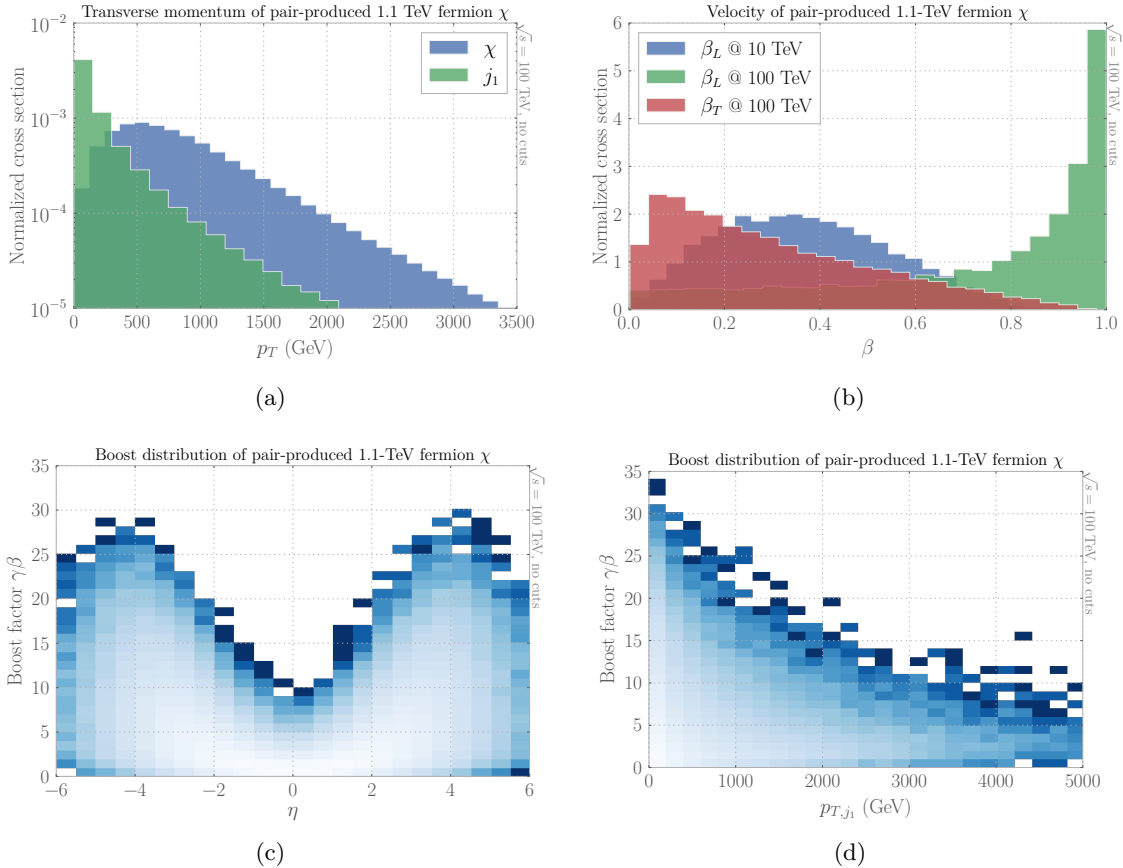 Transverse momentum of pair-produced 1.1 TeV fermion χ
10⁻²
10⁻³
10⁻⁴
10⁻⁵
Normalized cross section
χ
j₁
√s = 100 TeV, no cuts
0 500 1000 1500 2000 2500 3000 3500
p_T (GeV)
(a)
Velocity of pair-produced 1.1-TeV fermion χ
6
5
4
3
2
1
0
Normalized cross section
β_L @ 10 TeV
β_L @ 100 TeV
β_T @ 100 TeV
√s = 100 TeV, no cuts
0.0 0.2 0.4 0.6 0.8 1.0
β
(b)
Boost distribution of pair-produced 1.1-TeV fermion χ
35
30
25
20
15
10
5
0
Boost factor γβ
√s = 100 TeV, no cuts
−6 −4 −2 0 2 4 6
η
(c)
Boost distribution of pair-produced 1.1-TeV fermion χ
35
30
25
20
15
10
5
0
Boost factor γβ
√s = 100 TeV, no cuts
0 1000 2000 3000 4000 5000
p_{T,j₁} (GeV)
(d)